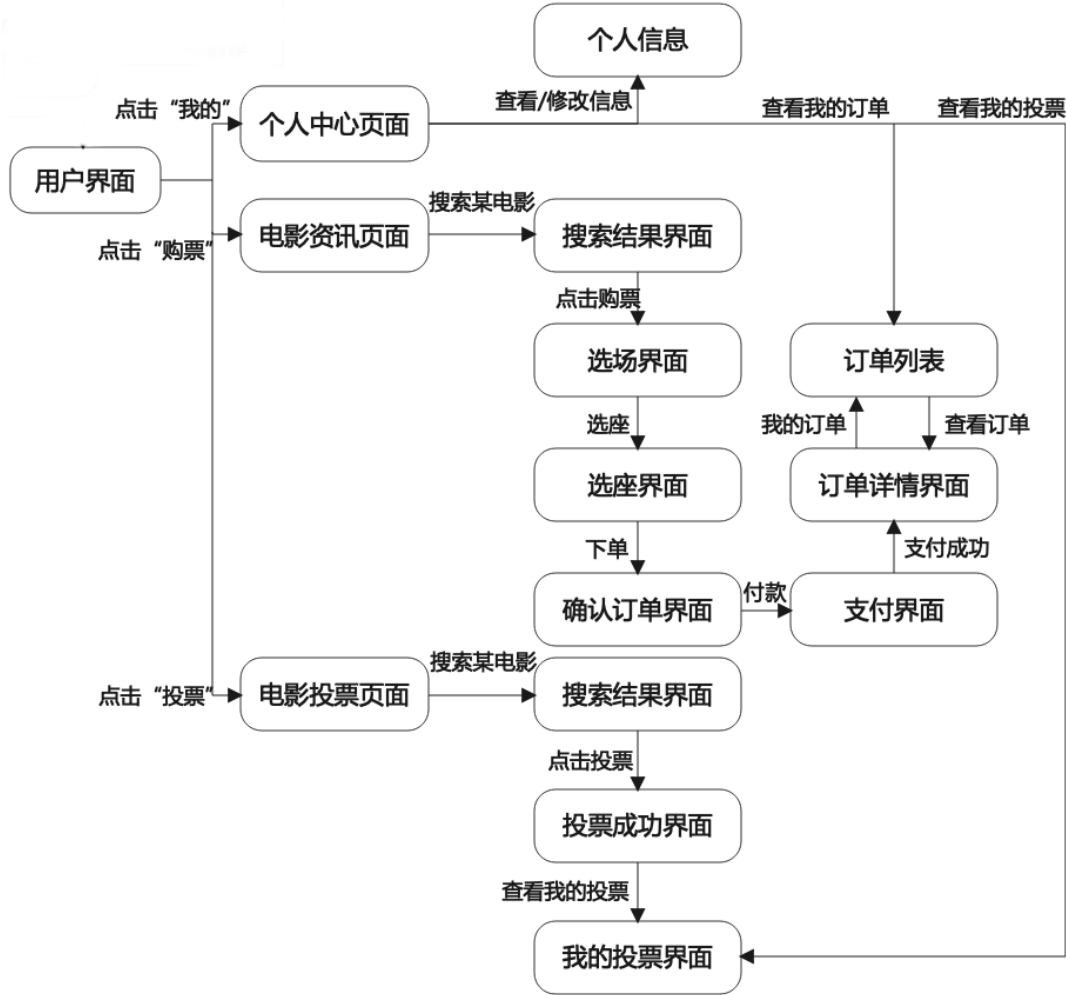 个人信息
查看/修改信息
点击“我的”
个人中心页面
查看我的订单
查看我的投票
用户界面
点击“购票”
电影资讯页面
搜索某电影
搜索结果界面
点击购票
选场界面
订单列表
选座
我的订单
查看订单
选座界面
订单详情界面
下单
支付成功
确认订单界面
付款
支付界面
点击“投票”
电影投票页面
搜索某电影
搜索结果界面
点击投票
投票成功界面
查看我的投票
我的投票界面